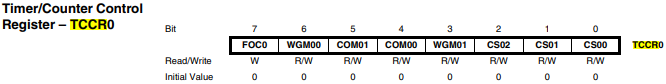 Timer/Counter Control
Register – TCCR0
Bit 7 6 5 4 3 2 1 0
FOC0 WGM00 COM01 COM00 WGM01 CS02 CS01 CS00 TCCR0
Read/Write W R/W R/W R/W R/W R/W R/W R/W
Initial Value 0 0 0 0 0 0 0 0